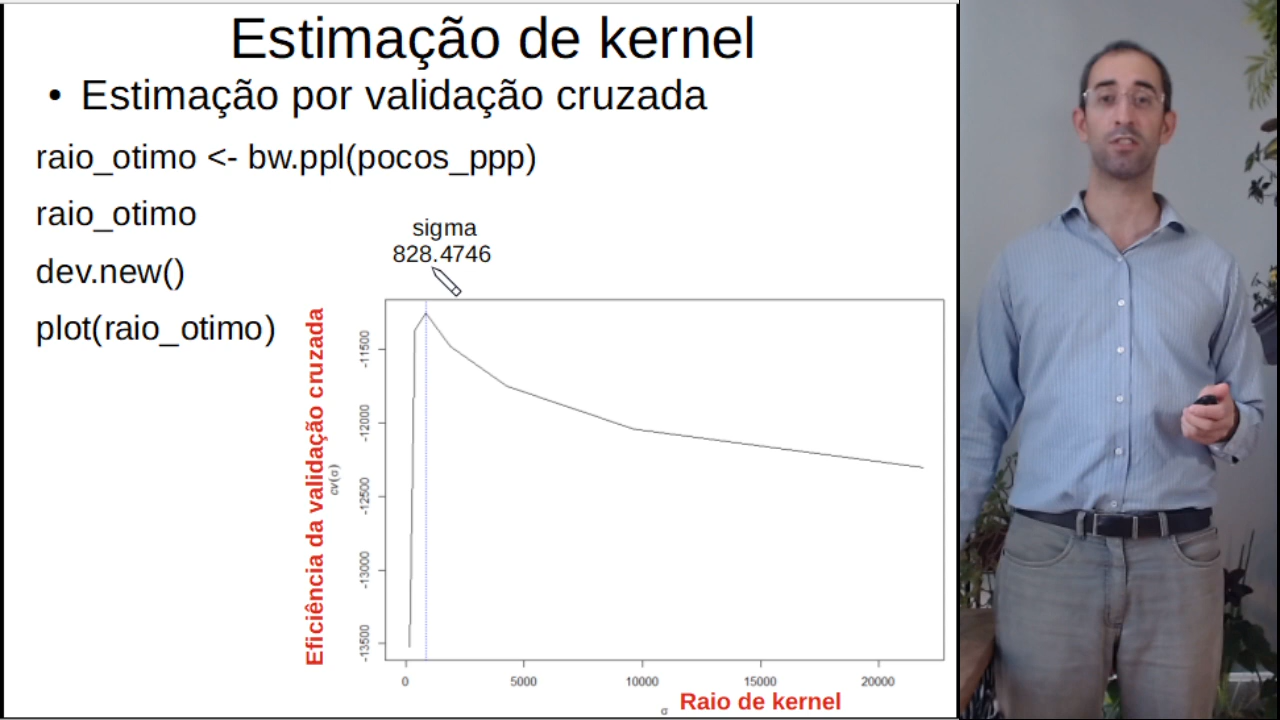 Estimação de kernel
• Estimação por validação cruzada
raio_otimo <- bw.ppl(pocos_ppp)
raio_otimo
dev.new()
plot(raio_otimo)
sigma
828.4746
Eficiência da validação cruzada
cv(σ)
-11500
-12000
-12500
-13000
-13500
0 5000 10000 15000 20000
σ
Raio de kernel